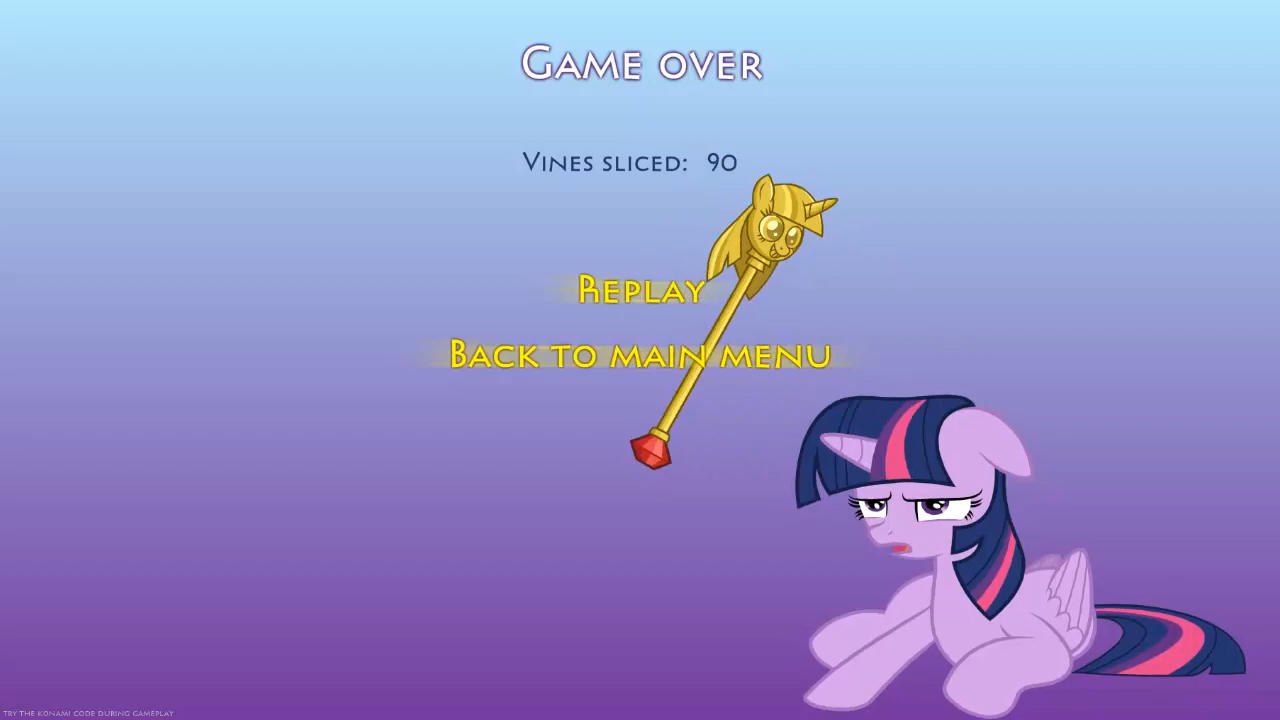 Game over
Vines sliced: 90
Replay
Back to main menu
TRY THE KONAMI CODE DURING GAMEPLAY